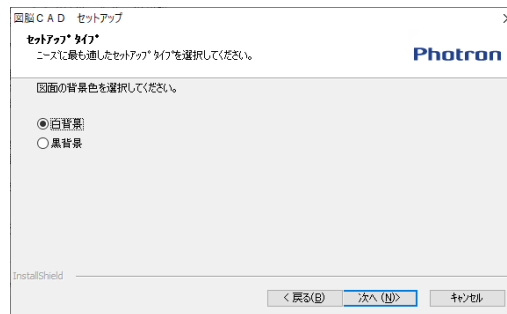 図脳ＣＡＤ セットアップ
セットアップ タイプ
ニーズに最も適したセットアップ タイプを選択してください。
Photron
図面の背景色を選択してください。
白背景
黒背景
InstallShield
< 戻る(B)
次へ (N)>
キャンセル